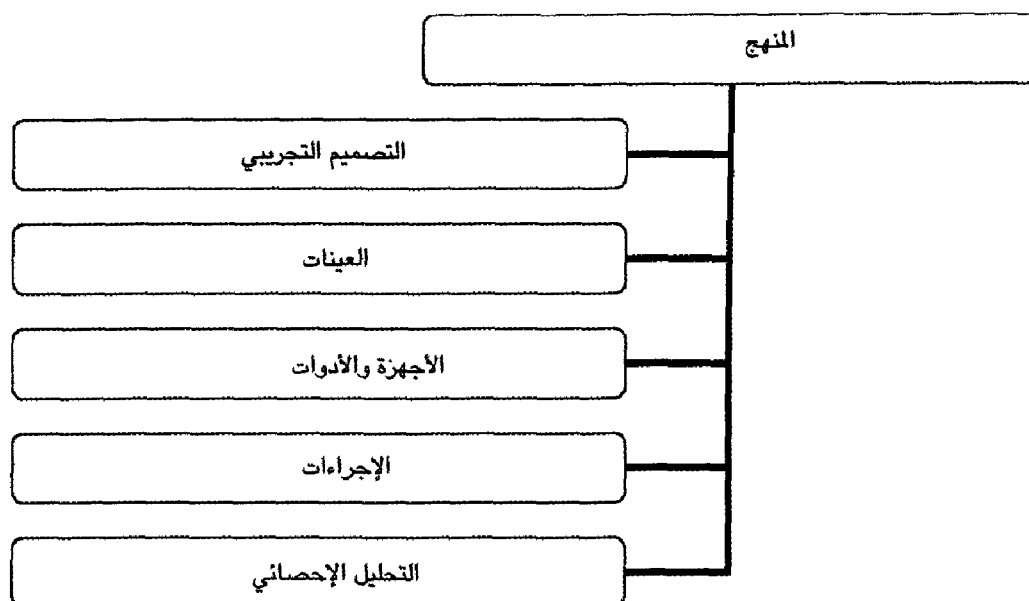 المنهج
التصميم التجريبي
العينات
الأجهزة والأدوات
الإجراءات
التحليل الإحصائي